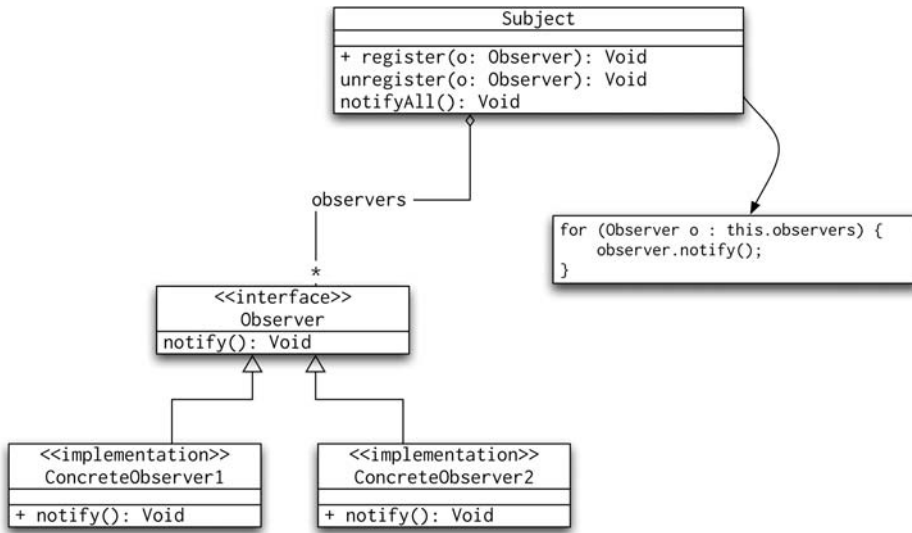 Subject
+ register(o: Observer): Void
unregister(o: Observer): Void
notifyAll(): Void
observers
*
for (Observer o : this.observers) {
observer.notify();
}
<<interface>>
Observer
notify(): Void
<<implementation>>
ConcreteObserver1
+ notify(): Void
<<implementation>>
ConcreteObserver2
+ notify(): Void